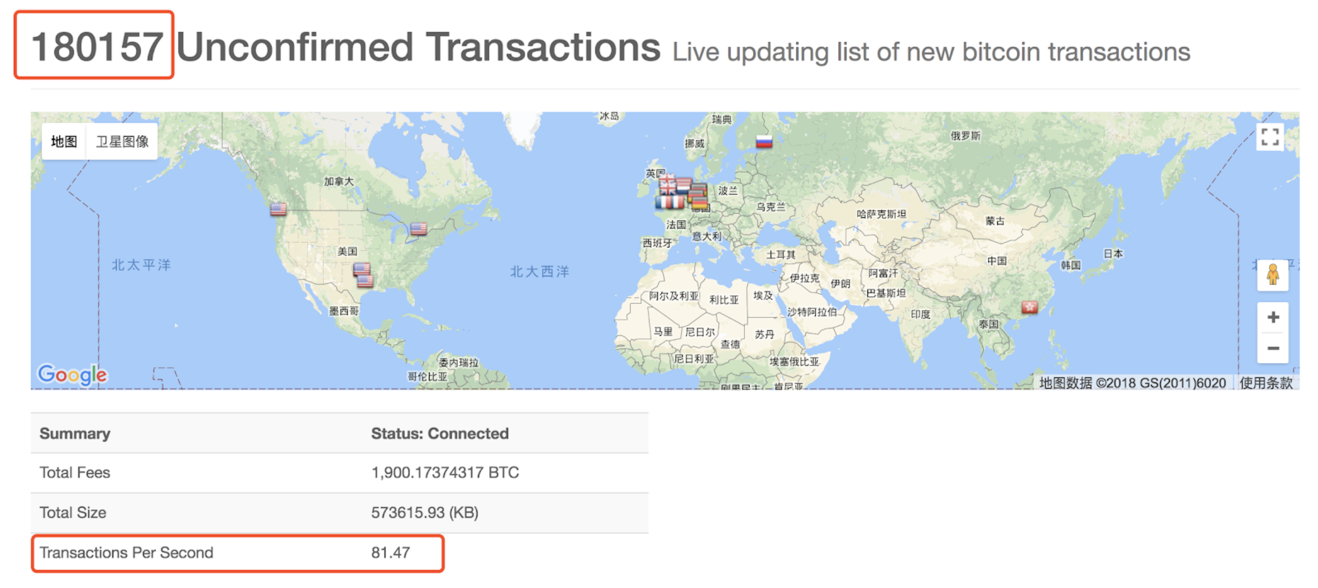 180157 Unconfirmed Transactions Live updating list of new bitcoin transactions
地图 卫星图像
冰岛
瑞典
俄罗斯
挪威
英国
加拿大
波兰
乌克兰
哈萨克斯坦
蒙古
法国
意大利
西班牙
美国
土耳其
日本
中国
韩国
北太平洋
北大西洋
伊拉克
伊朗
阿富汗
巴基斯坦
阿尔及利亚
利比亚
埃及
沙特阿拉伯
墨西哥
印度
泰国
马里
尼日尔
苏丹
查德
尼日利亚
埃塞俄比亚
委内瑞拉
哥伦比亚
肯尼亚
+
−
Google
地图数据 ©2018 GS(2011)6020 使用条款
Summary Status: Connected
Total Fees 1,900.17374317 BTC
Total Size 573615.93 (KB)
Transactions Per Second 81.47